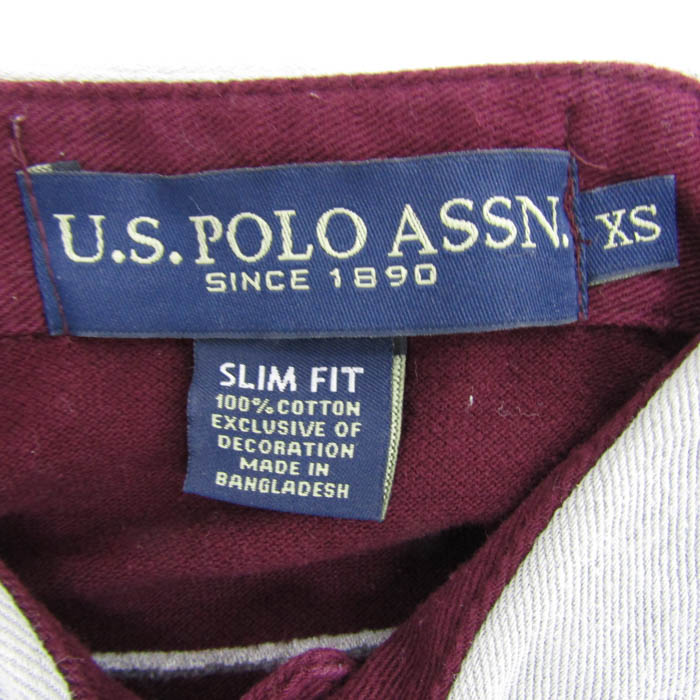 U.S. POLO ASSN.
SINCE 1890
XS
SLIM FIT
100% COTTON
EXCLUSIVE OF
DECORATION
MADE IN
BANGLADESH